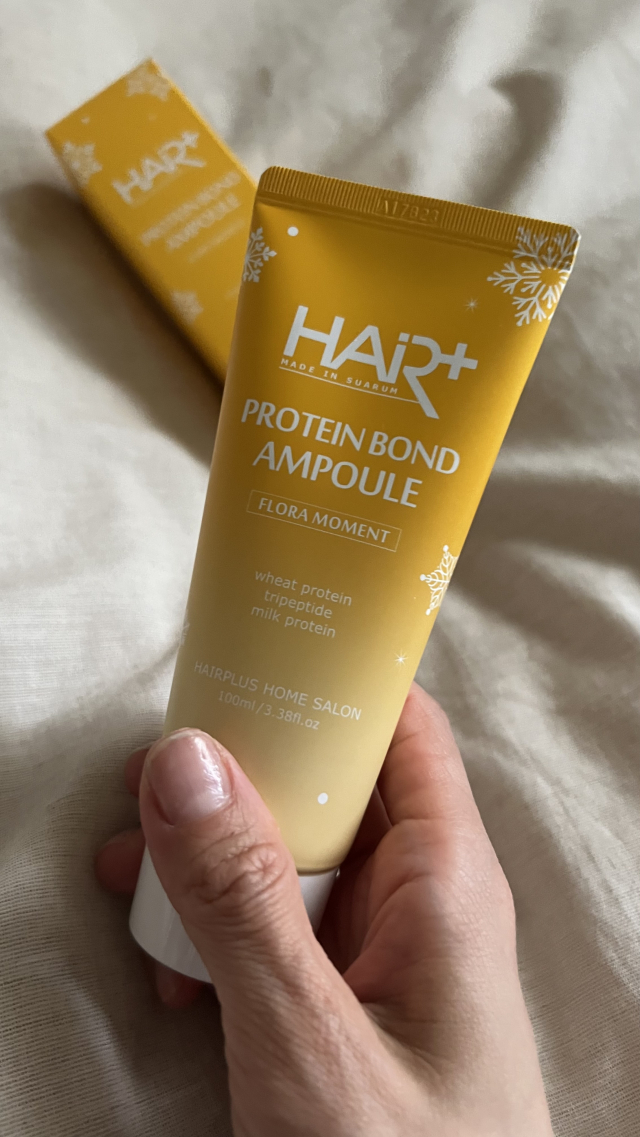 HAIR+
PROTEIN BOND
AMPOULE
HAIR+
MADE IN SUARUM
PROTEIN BOND
AMPOULE
FLORA MOMENT
wheat protein
tripeptide
milk protein
HAIRPLUS HOME SALON
100ml/3.38fl.oz